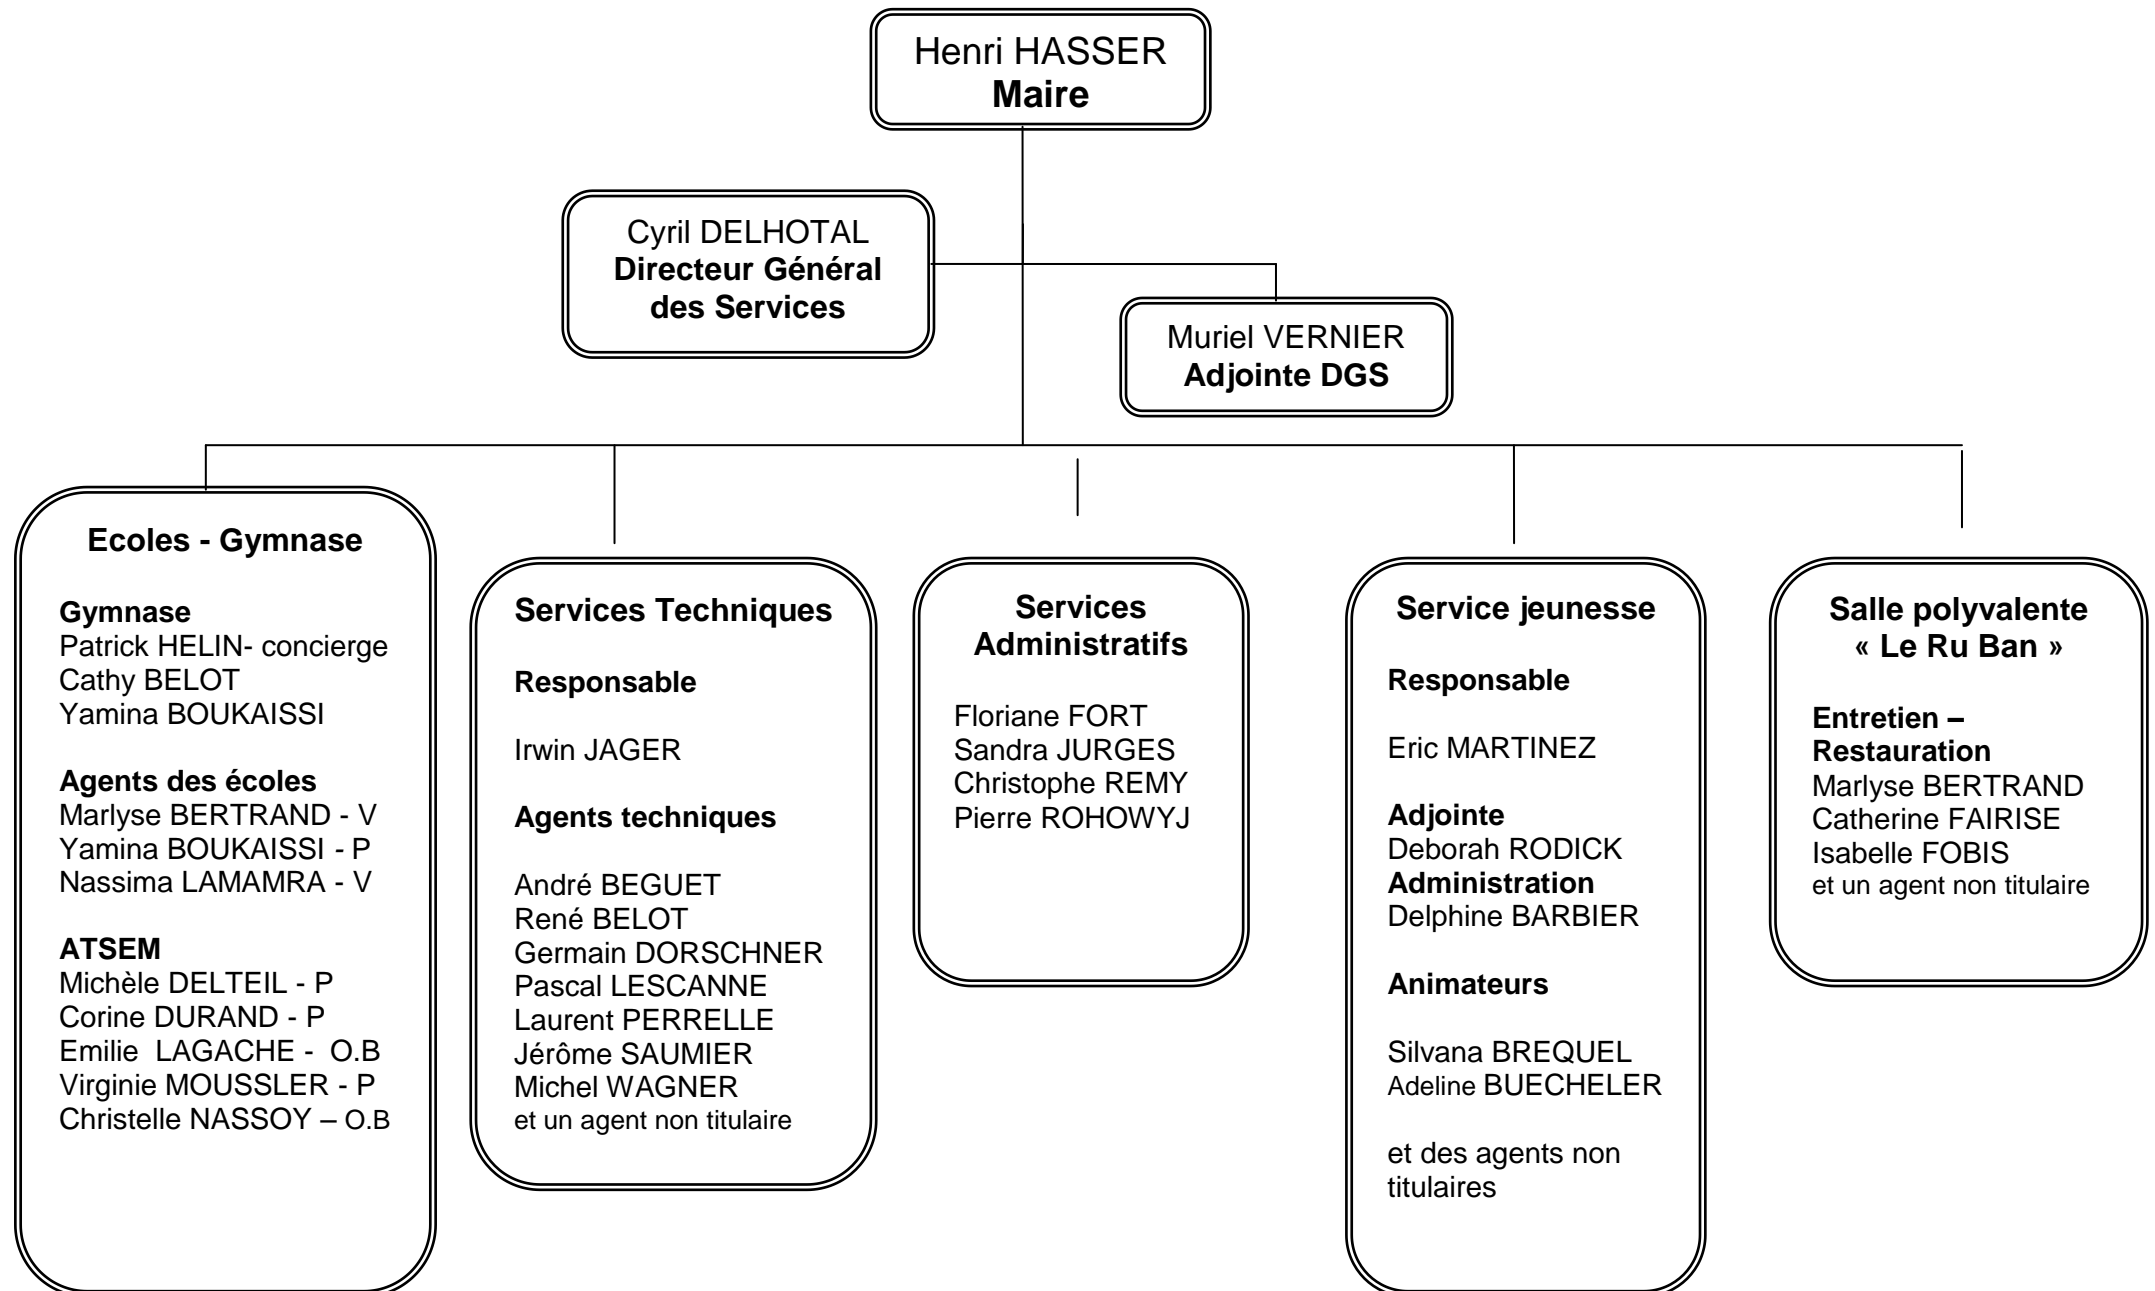 Henri HASSER
Maire
Cyril DELHOTAL
Directeur Général
des Services
Muriel VERNIER
Adjointe DGS
Ecoles - Gymnase
Gymnase
Patrick HELIN- concierge
Cathy BELOT
Yamina BOUKAISSI
Agents des écoles
Marlyse BERTRAND - V
Yamina BOUKAISSI - P
Nassima LAMAMRA - V
ATSEM
Michèle DELTEIL - P
Corine DURAND - P
Emilie  LAGACHE -  O.B
Virginie MOUSSLER - P
Christelle NASSOY – O.B
Services Techniques
Responsable
Irwin JAGER
Agents techniques
André BEGUET
René BELOT
Germain DORSCHNER
Pascal LESCANNE
Laurent PERRELLE
Jérôme SAUMIER
Michel WAGNER
et un agent non titulaire
Services
Administratifs
Floriane FORT
Sandra JURGES
Christophe REMY
Pierre ROHOWYJ
Service jeunesse
Responsable
Eric MARTINEZ
Adjointe
Deborah RODICK
Administration
Delphine BARBIER
Animateurs
Silvana BREQUEL
Adeline BUECHELER
et des agents non
titulaires
Salle polyvalente
« Le Ru Ban »
Entretien –
Restauration
Marlyse BERTRAND
Catherine FAIRISE
Isabelle FOBIS
et un agent non titulaire